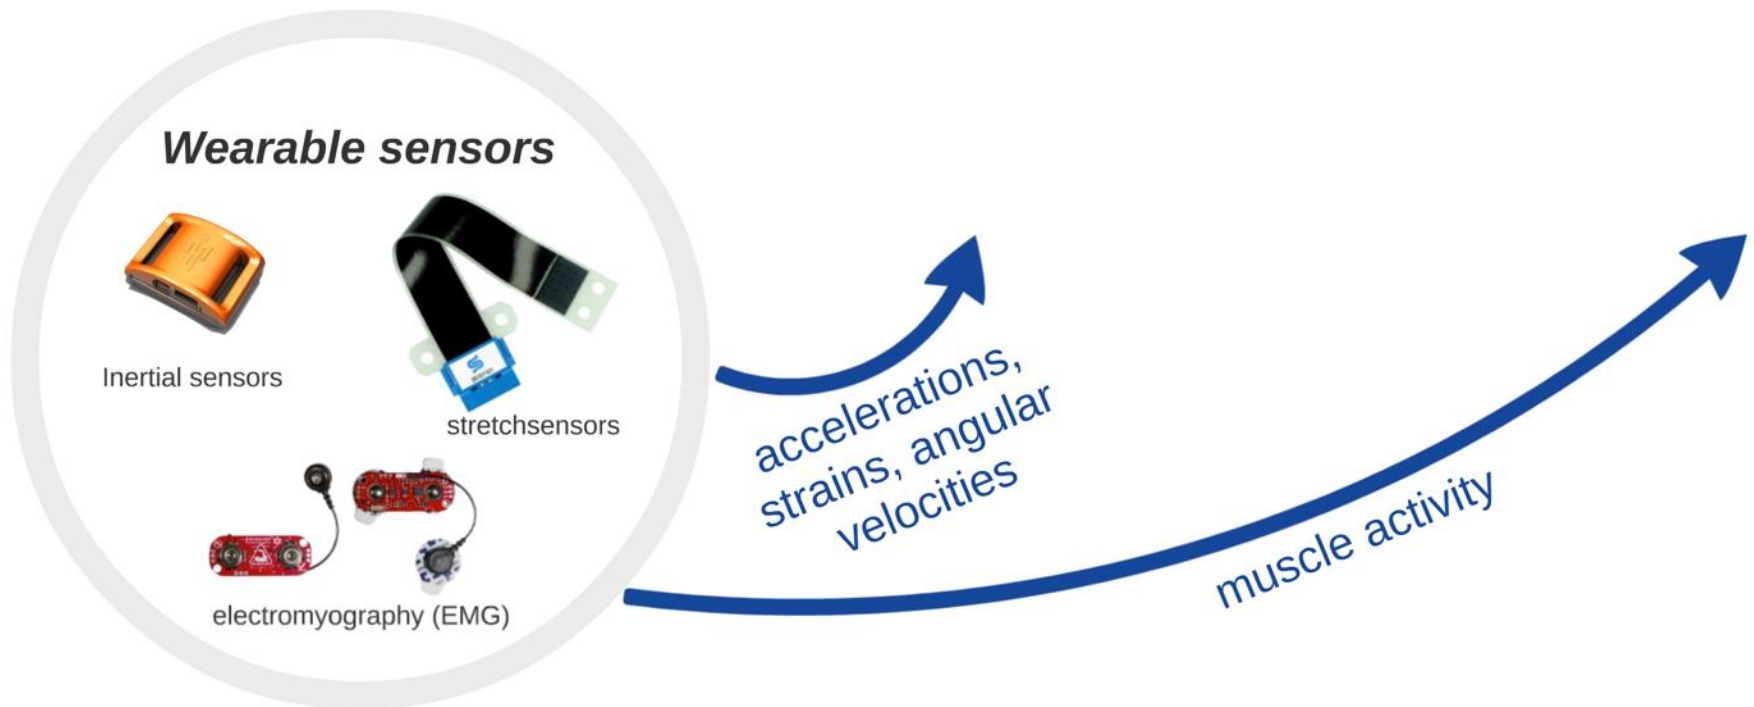 Wearable sensors
Inertial sensors
stretchsensors
electromyography (EMG)
accelerations,
strains, angular
velocities
muscle activity